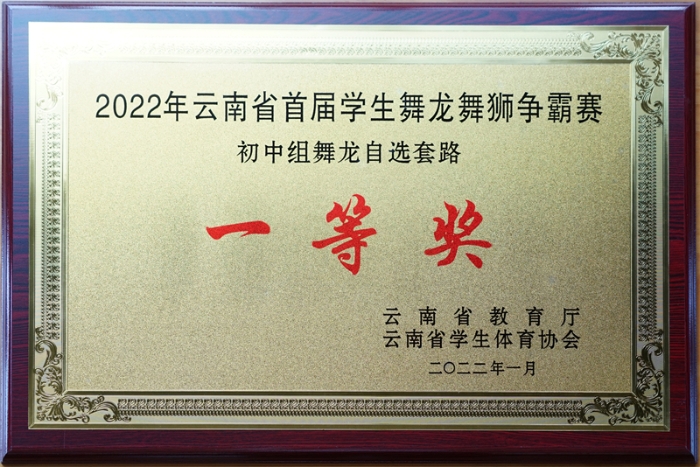 2022年云南省首届学生舞龙舞狮争霸赛
初中组舞龙自选套路
一等奖
云南省教育厅
云南省学生体育协会
二〇二二年一月